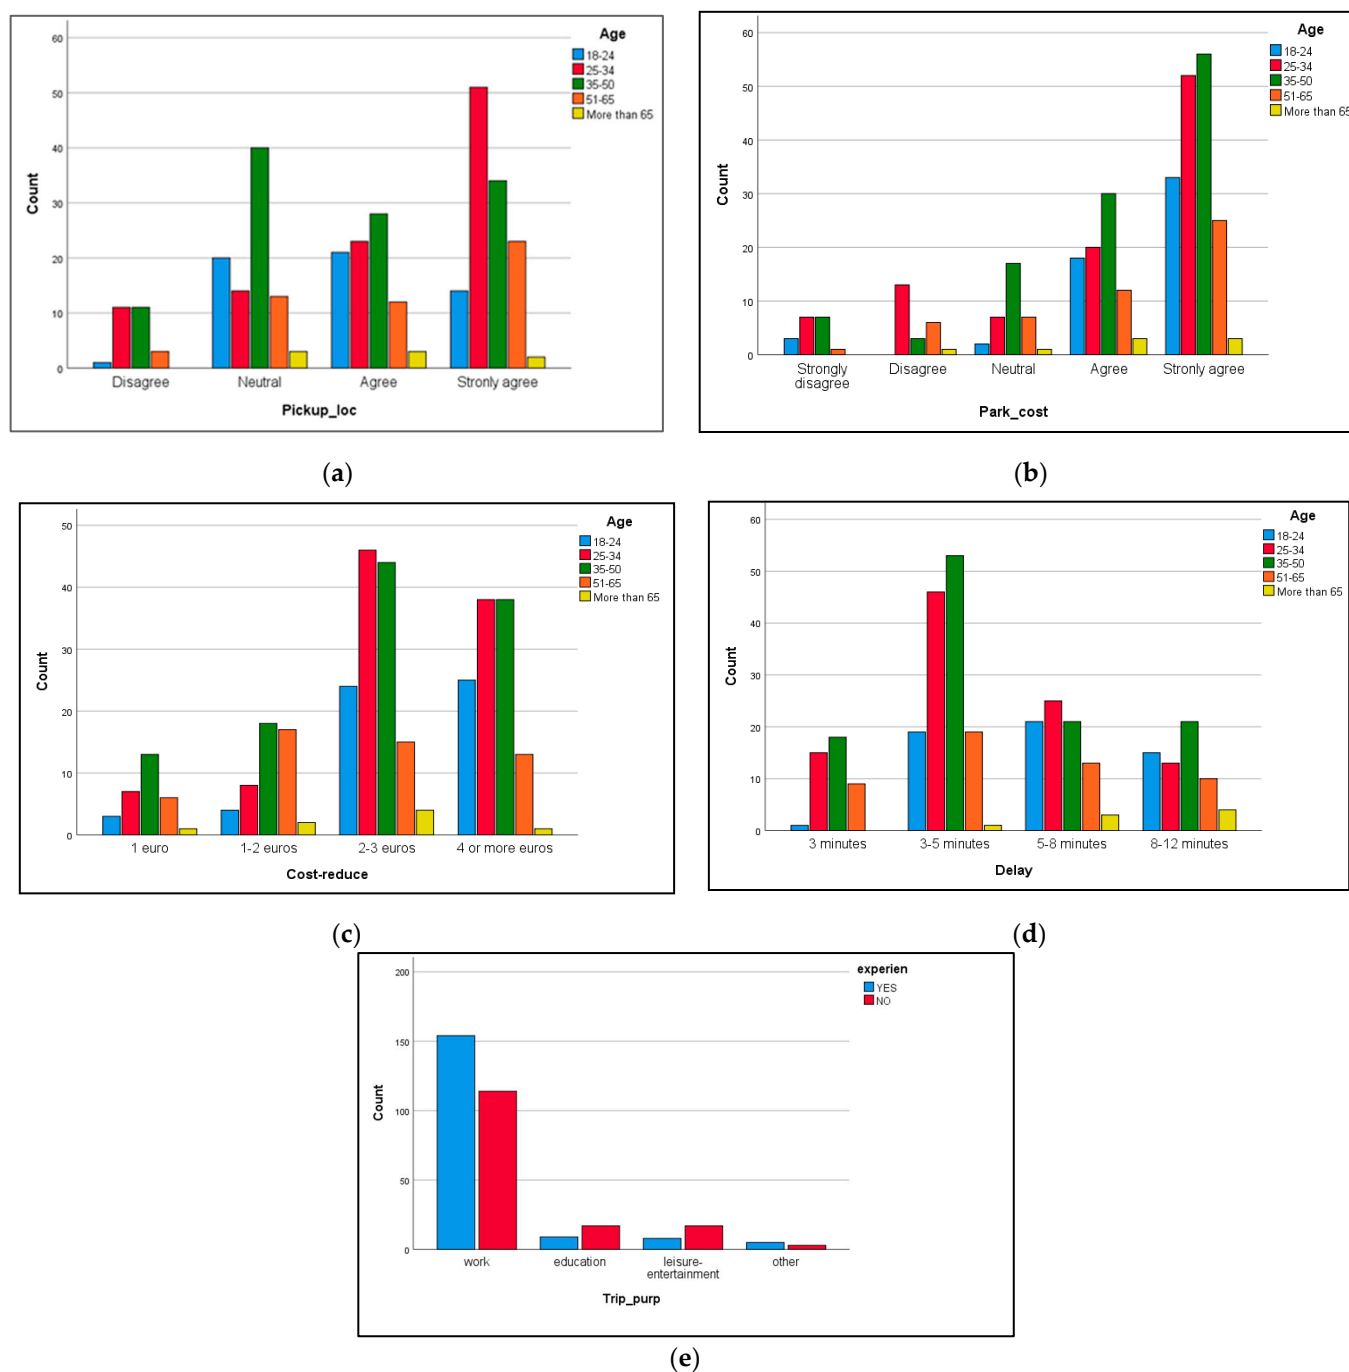 Age
18-24
25-34
35-50
51-65
More than 65
60
50
40
30
20
10
0
Count
Disagree Neutral Agree Stronly agree
Pickup_loc
(a)
Age
18-24
25-34
35-50
51-65
More than 65
60
50
40
30
20
10
0
Count
Strongly disagree Disagree Neutral Agree Stronly agree
Park_cost
(b)
Age
18-24
25-34
35-50
51-65
More than 65
50
40
30
20
10
0
Count
1 euro 1-2 euros 2-3 euros 4 or more euros
Cost-reduce
(c)
Age
18-24
25-34
35-50
51-65
More than 65
60
50
40
30
20
10
0
Count
3 minutes 3-5 minutes 5-8 minutes 8-12 minutes
Delay
(d)
experien
YES
NO
200
150
100
50
0
Count
work education leisure-entertainment other
Trip_purp
(e)